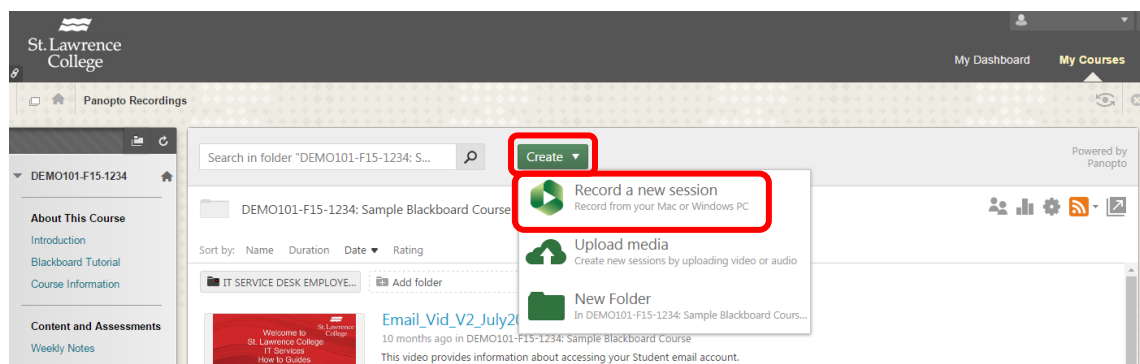 St. Lawrence
College
My Dashboard
My Courses
Panopto Recordings
Search in folder "DEMO101-F15-1234: S...
Create
Powered by
Panopto
DEMO101-F15-1234
Record a new session
Record from your Mac or Windows PC
DEMO101-F15-1234: Sample Blackboard Course
About This Course
Introduction
Blackboard Tutorial
Course Information
Upload media
Create new sessions by uploading video or audio
Sort by: Name Duration Date Rating
IT SERVICE DESK EMPLOYE...
Add folder
New Folder
In DEMO101-F15-1234: Sample Blackboard Cours...
Content and Assessments
Weekly Notes
St. Lawrence
College
Welcome to
St. Lawrence College
IT Services
How to Guides
Email_Vid_V2_July20
10 months ago in DEMO101-F15-1234: Sample Blackboard Course
This video provides information about accessing your Student email account.